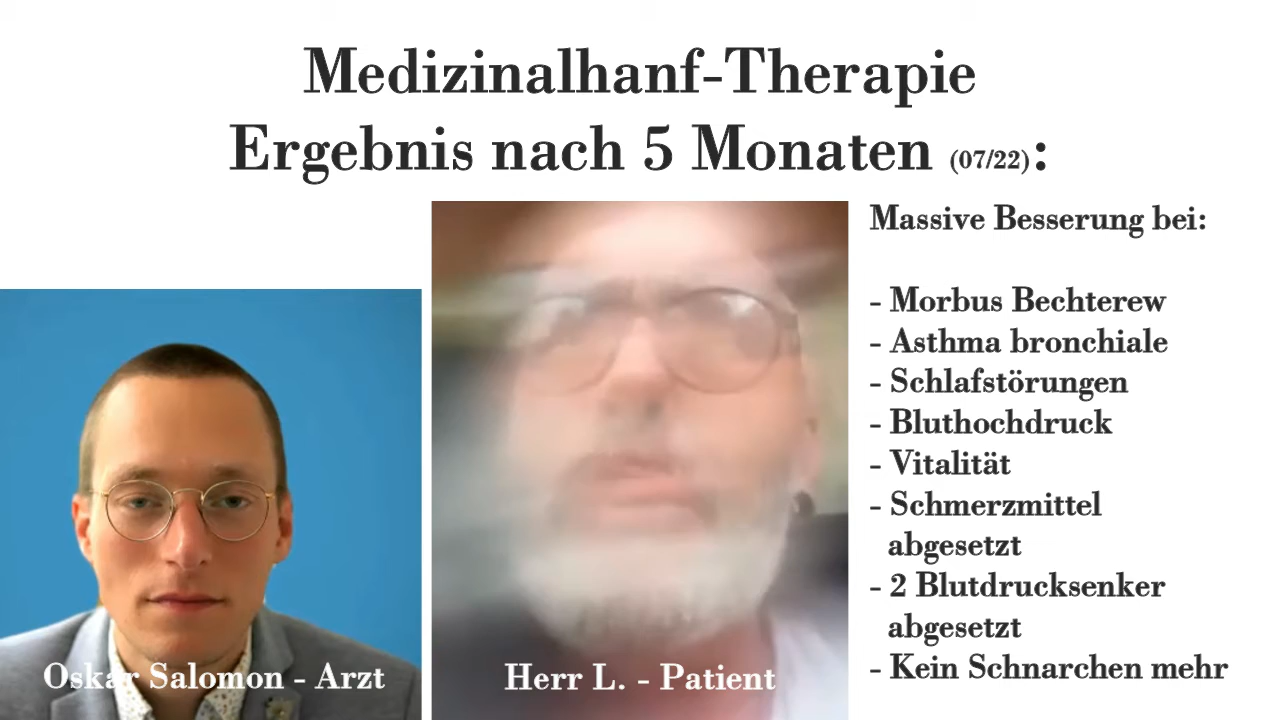 Medizinalhanf-Therapie
Ergebnis nach 5 Monaten (07/22):
Massive Besserung bei:
- Morbus Bechterew
- Asthma bronchiale
- Schlafstörungen
- Bluthochdruck
- Vitalität
- Schmerzmittel
abgesetzt
- 2 Blutdrucksenker
abgesetzt
- Kein Schnarchen mehr
Oskar Salomon - Arzt
Herr L. - Patient